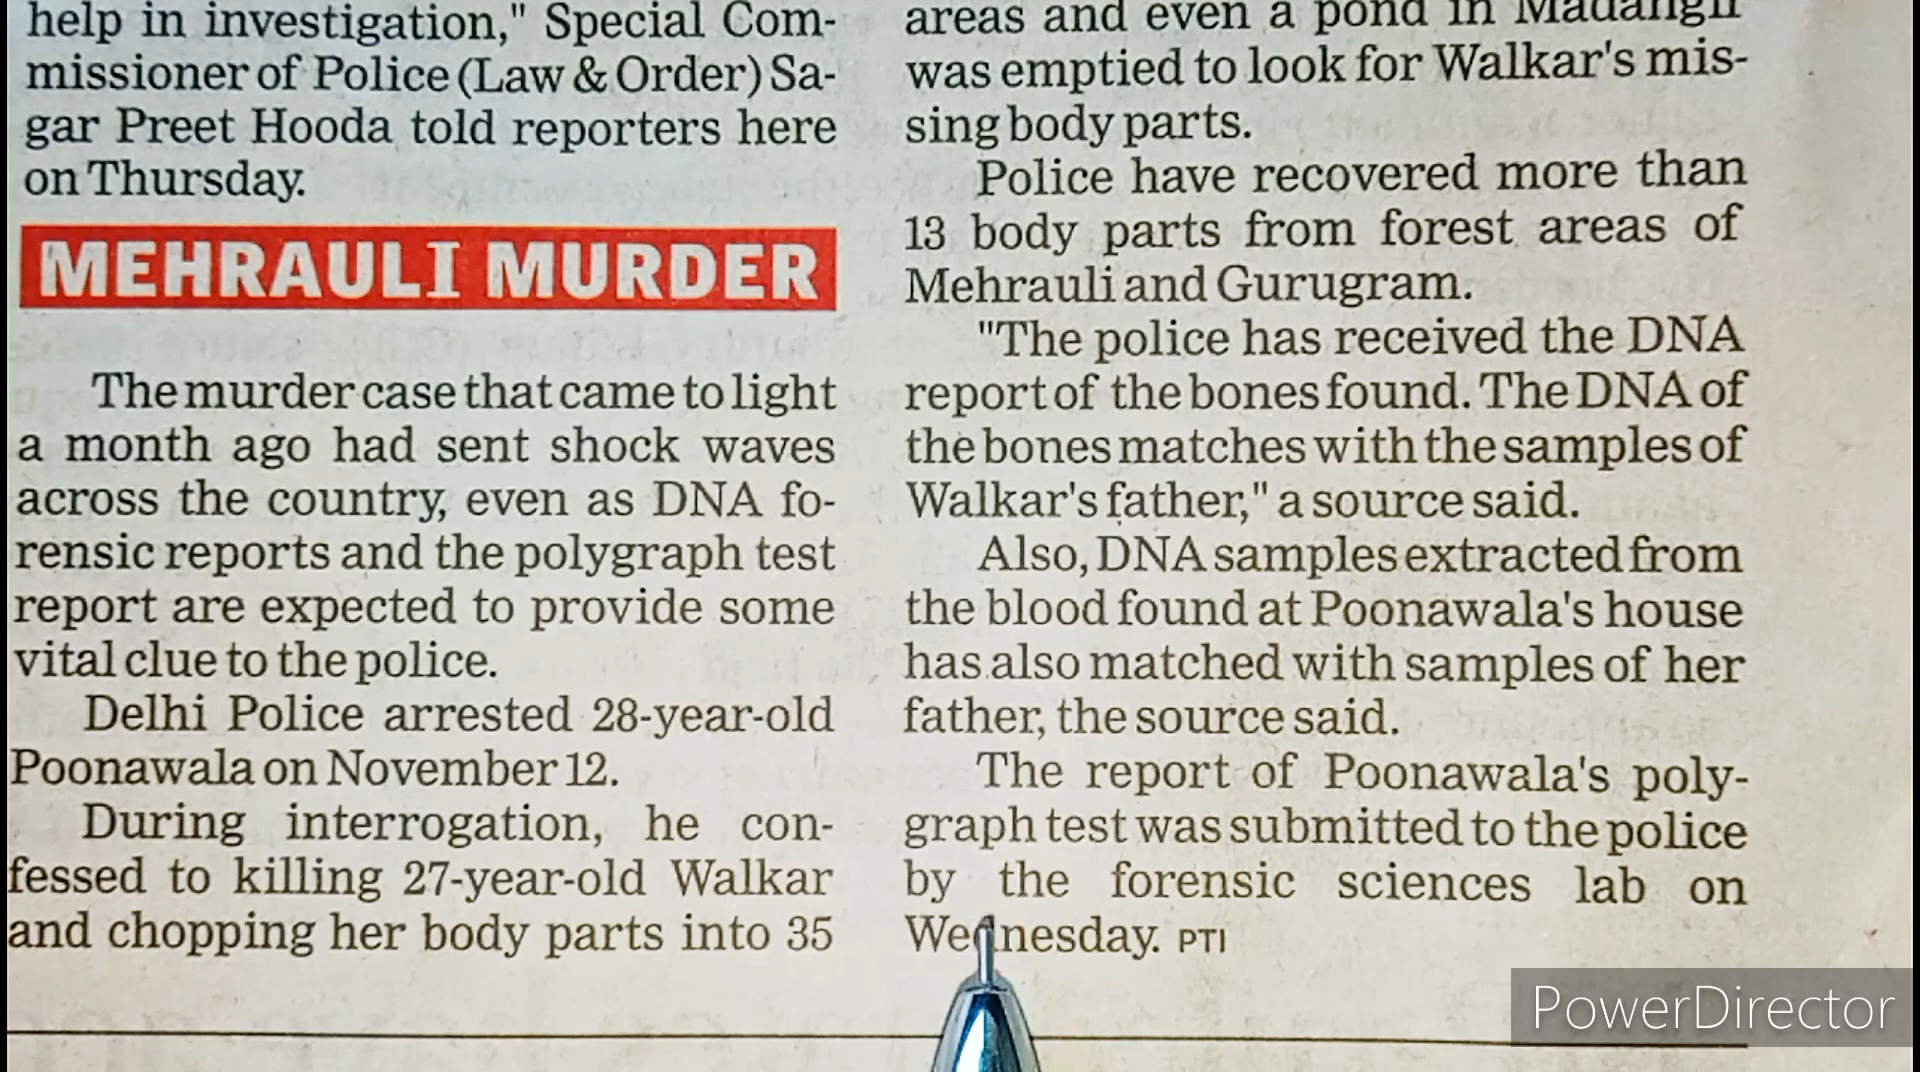 help in investigation," Special Com-
missioner of Police (Law & Order) Sa-
gar Preet Hooda told reporters here
on Thursday.
MEHRAULI MURDER
The murder case that came to light
a month ago had sent shock waves
across the country, even as DNA fo-
rensic reports and the polygraph test
report are expected to provide some
vital clue to the police.
Delhi Police arrested 28-year-old
Poonawala on November 12.
During interrogation, he con-
fessed to killing 27-year-old Walkar
and chopping her body parts into 35
areas and even a pond in Madangir
was emptied to look for Walkar's mis-
sing body parts.
Police have recovered more than
13 body parts from forest areas of
Mehrauli and Gurugram.
"The police has received the DNA
report of the bones found. The DNA of
the bones matches with the samples of
Walkar's father," a source said.
Also, DNA samples extracted from
the blood found at Poonawala's house
has also matched with samples of her
father, the source said.
The report of Poonawala's poly-
graph test was submitted to the police
by the forensic sciences lab on
Wednesday. PTI
PowerDirector